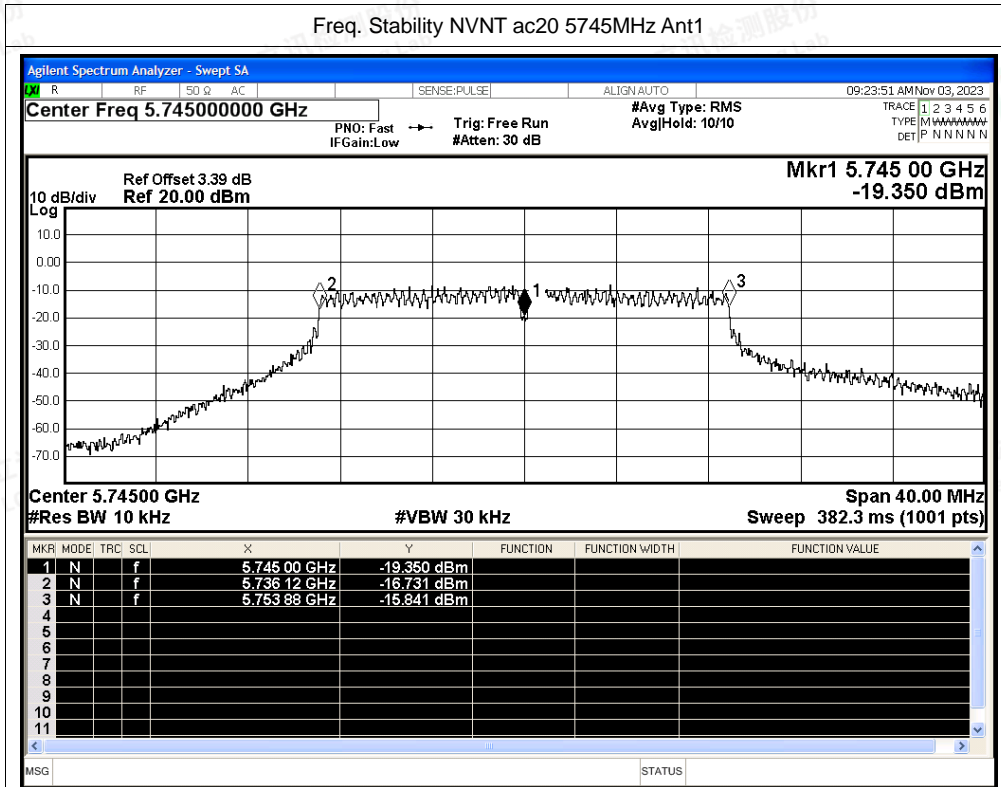 Freq. Stability NVNT ac20 5745MHz Ant1
Agilent Spectrum Analyzer - Swept SA
LXI R RF 50 Ω AC SENSE:PULSE ALIGN AUTO 09:23:51 AM Nov 03, 2023
Center Freq 5.745000000 GHz #Avg Type: RMS TRACE 1 2 3 4 5 6
PNO: Fast Trig: Free Run Avg|Hold: 10/10 TYPE M
IFGain:Low #Atten: 30 dB DET P N N N N N
Mkr1 5.745 00 GHz
Ref Offset 3.39 dB
10 dB/div Ref 20.00 dBm -19.350 dBm
Log
10.0
0.00
-10.0
2
1
3
-20.0
-30.0
-40.0
-50.0
-60.0
-70.0
Center 5.74500 GHz Span 40.00 MHz
#Res BW 10 kHz #VBW 30 kHz Sweep 382.3 ms (1001 pts)
MKR MODE TRC SCL X Y FUNCTION FUNCTION WIDTH FUNCTION VALUE
1 N f 5.745 00 GHz -19.350 dBm
2 N f 5.736 12 GHz -16.731 dBm
3 N f 5.753 88 GHz -15.841 dBm
4
5
6
7
8
9
10
11
MSG STATUS